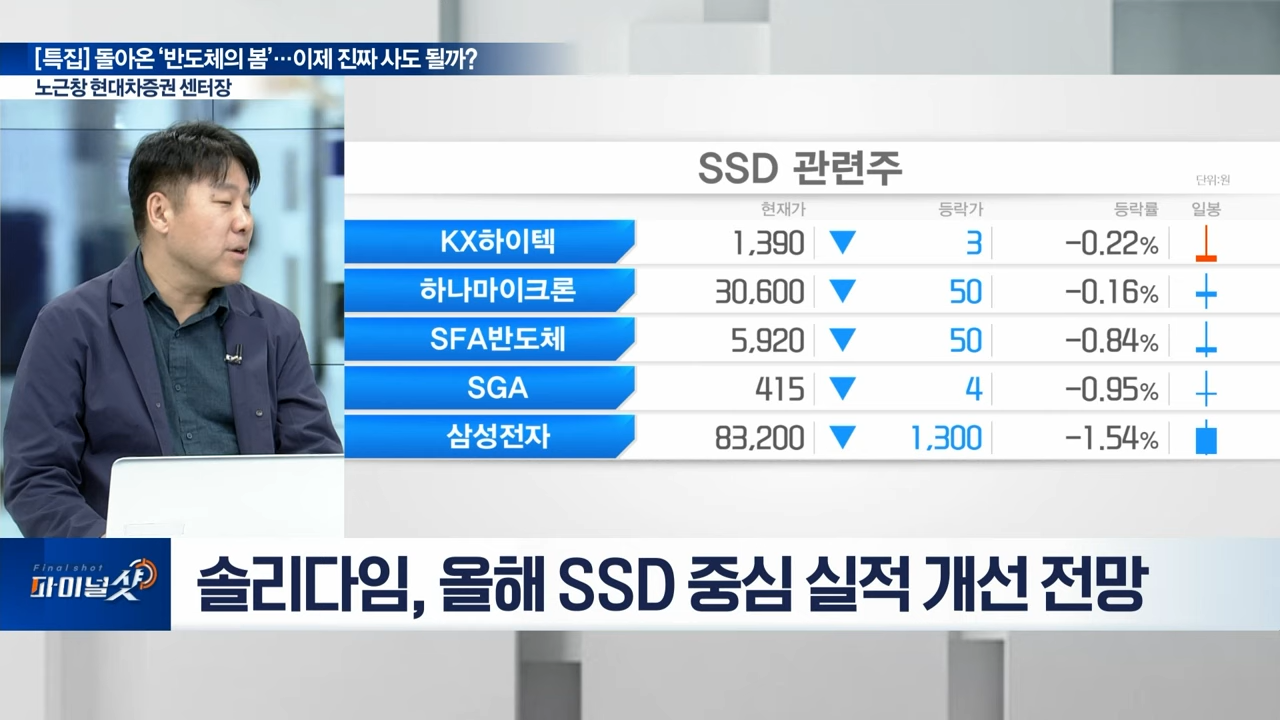 [특집] 돌아온 ‘반도체의 봄’…이제 진짜 사도 될까?
노근창 현대차증권 센터장
SSD 관련주
단위:원
현재가 등락가 등락률 일봉
KX하이텍 1,390 ▼ 3 -0.22%
하나마이크론 30,600 ▼ 50 -0.16%
SFA반도체 5,920 ▼ 50 -0.84%
SGA 415 ▼ 4 -0.95%
삼성전자 83,200 ▼ 1,300 -1.54%
Final shot
파이널샷
솔리다임, 올해 SSD 중심 실적 개선 전망